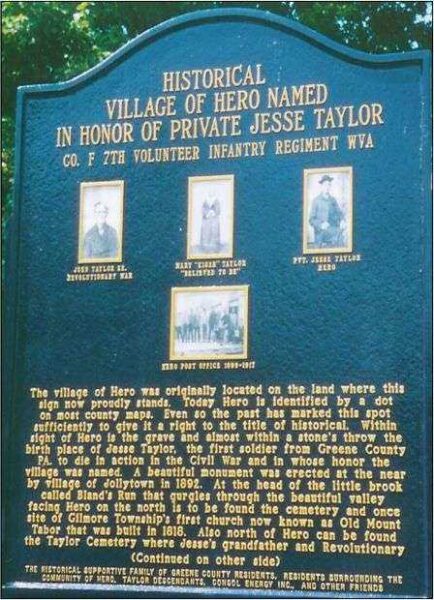 HISTORICAL
VILLAGE OF HERO NAMED
IN HONOR OF PRIVATE JESSE TAYLOR
CO. F 7TH VOLUNTEER INFANTRY REGIMENT WVA
JOHN TAYLOR SR.
REVOLUTIONARY WAR
MARY "KIGER" TAYLOR
"BELIEVED TO BE"
PVT. JESSE TAYLOR
HERO
HERO POST OFFICE 1898-1917
The village of Hero was originally located on the land where this
sign now proudly stands. Today Hero is identified by a dot
on most county maps. Even so the past has marked this spot
sufficiently to give it a right to the title of historical. Within
sight of Hero is the grave and almost within a stone's throw the
birth place of Jesse Taylor, the first soldier from Greene County
PA. to die in action in the Civil War and in whose honor the
village was named. A beautiful monument was erected at the near
by village of Jollytown in 1892. At the head of the little brook
called Bland's Run that gurgles through the beautiful valley
facing Hero on the north is to be found the cemetery and once
site of Gilmore Township's first church now known as Old Mount
Tabor that was built in 1818. Also north of Hero can be found
the Taylor Cemetery where Jesse's grandfather and Revolutionary
(Continued on other side)
THE HISTORICAL SUPPORTIVE FAMILY OF GREENE COUNTY RESIDENTS, RESIDENTS SURROUNDING THE
COMMUNITY OF HERO, TAYLOR DESCENDANTS, CONSOL ENERGY INC., AND OTHER FRIENDS